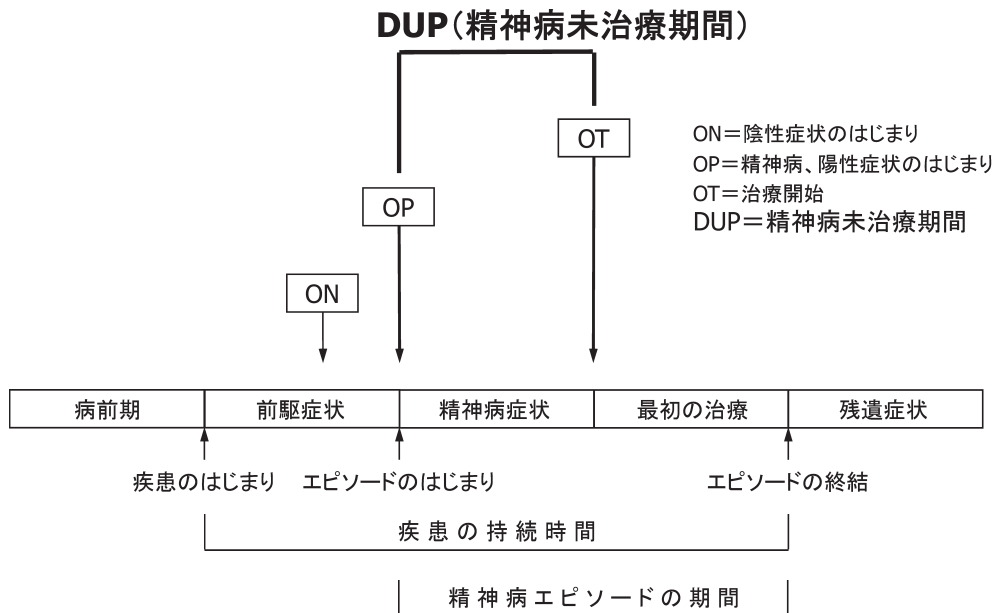 DUP（精神病未治療期間）
OT
ON＝陰性症状のはじまり
OP＝精神病、陽性症状のはじまり
OT＝治療開始
DUP＝精神病未治療期間
OP
ON
病前期
前駆症状
精神病症状
最初の治療
残遺症状
疾患のはじまり
エピソードのはじまり
エピソードの終結
疾患の持続時間
精神病エピソードの期間